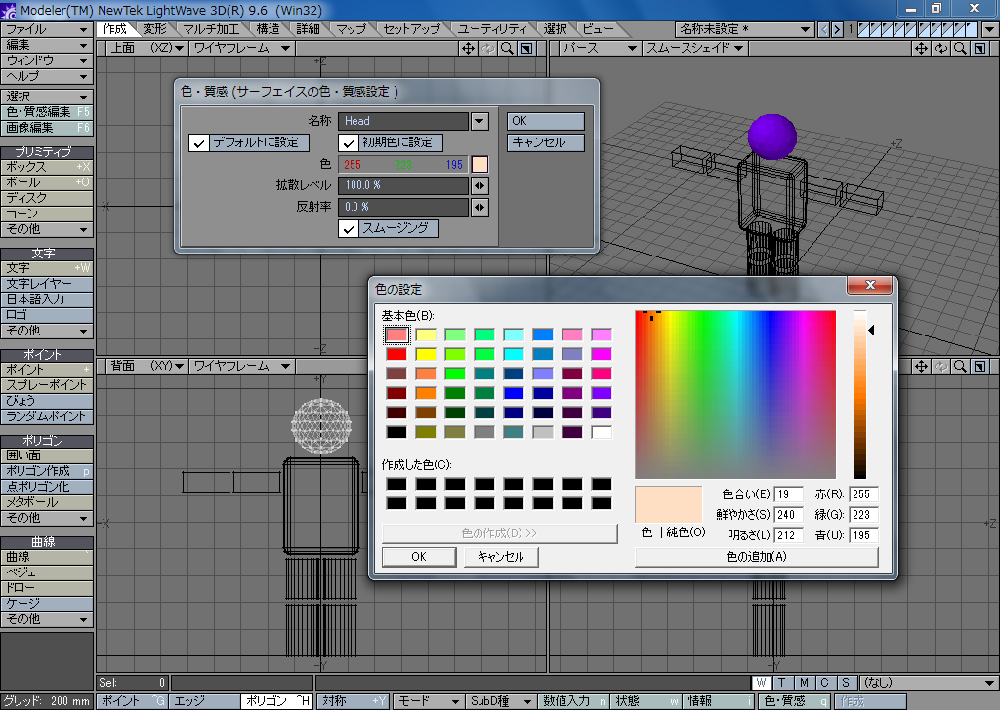 Modeler(TM) NewTek LightWave 3D(R) 9.6 (Win32)
ファイル
編集
ウィンドウ
ヘルプ
作成 変形 マルチ加工 構造 詳細 マップ セットアップ ユーティリティ 選択 ビュー
名称未設定 *
1
上面 (XZ) ワイヤフレーム
パース スムースシェイド
選択
色・質感編集 F5
画像編集 F6
プリミティブ
ボックス +X
ボール +O
ディスク
コーン
その他
文字
文字 +W
文字レイヤー
日本語入力
ロゴ
その他
ポイント
ポイント +
スプレーポイント
びょう
ランダムポイント
ポリゴン
囲い面
ポリゴン作成 p
点ポリゴン化
メタボール
その他
曲線
曲線
ベジェ
ドロー
ケージ
その他
+Z
X
-Z
色・質感 (サーフェイスの色・質感設定 )
名称 Head
デフォルトに設定 初期色に設定
色 255 223 195
拡散レベル 100.0 %
反射率 0.0 %
スムージング
OK
キャンセル
+Z
背面 (XY) ワイヤフレーム
+Y
-X
-Y
+Z
-Y
色の設定
基本色(B):
作成した色(C):
色の作成(D) >>
OK キャンセル
色 | 純色(O)
色合い(E): 19 赤(R): 255
鮮やかさ(S): 240 緑(G): 223
明るさ(L): 212 青(U): 195
色の追加(A)
Sel: 0
W T M C S (なし)
グリッド: 200 mm
ポイント ^G エッジ ポリゴン ^H 対称 +Y モード SubD種 数値入力 n 状態 w 情報 i 色・質感 q 作成